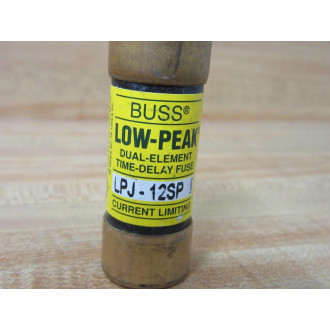 BUSS®
LOW-PEAK
DUAL-ELEMENT
TIME-DELAY FUSE
LPJ-12SP
CURRENT LIMITING